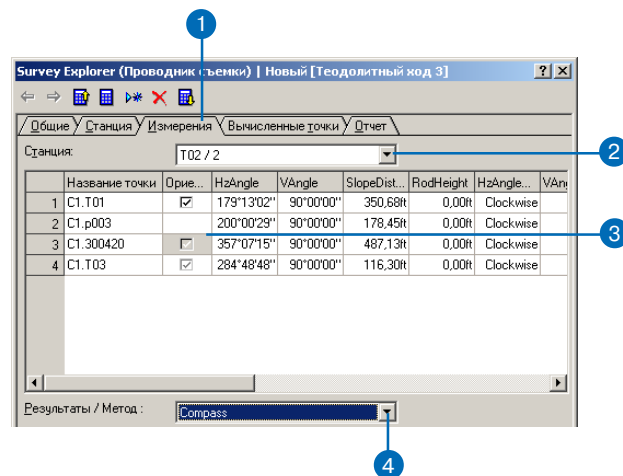 1
Survey Explorer (Проводник съемки) | Новый [Теодолитный ход 3]
Общие Станция Измерения Вычисленные точки Отчет
Станция: T02 / 2
2
Название точки Орие... HzAngle VAngle SlopeDist... RodHeight HzAngle... VAn
1 C1.T01 179°13'02" 90°00'00" 350,68ft 0,00ft Clockwise
2 C1.p003 200°00'29" 90°00'00" 178,45ft 0,00ft Clockwise
3 C1.300420 357°07'15" 90°00'00" 487,13ft 0,00ft Clockwise
3
4 C1.T03 284°48'48" 90°00'00" 116,30ft 0,00ft Clockwise
Результаты / Метод : Compass
4